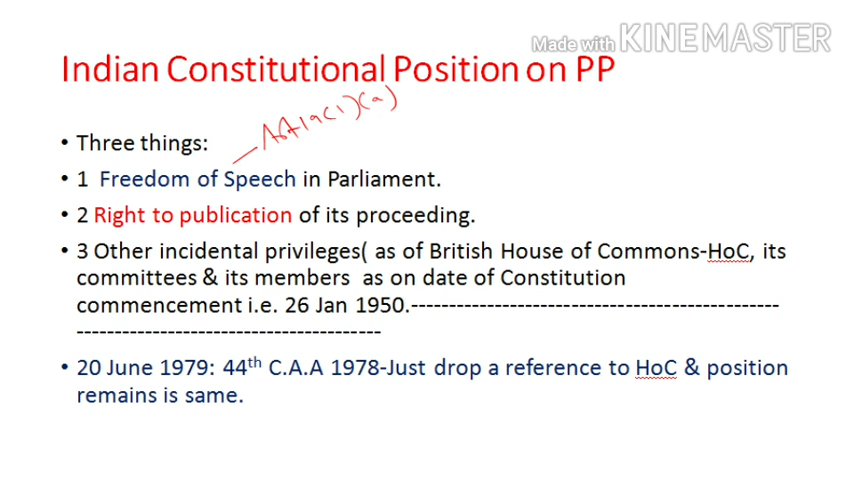 Made with KINEMASTER
Indian Constitutional Position on PP
Art 19(1)(a)
• Three things:
• 1 Freedom of Speech in Parliament.
• 2 Right to publication of its proceeding.
• 3 Other incidental privileges( as of British House of Commons-HoC, its
committees & its members as on date of Constitution
commencement i.e. 26 Jan 1950.-------------------------------------------------
----------------------------------------
• 20 June 1979: 44th C.A.A 1978-Just drop a reference to HoC & position
remains is same.